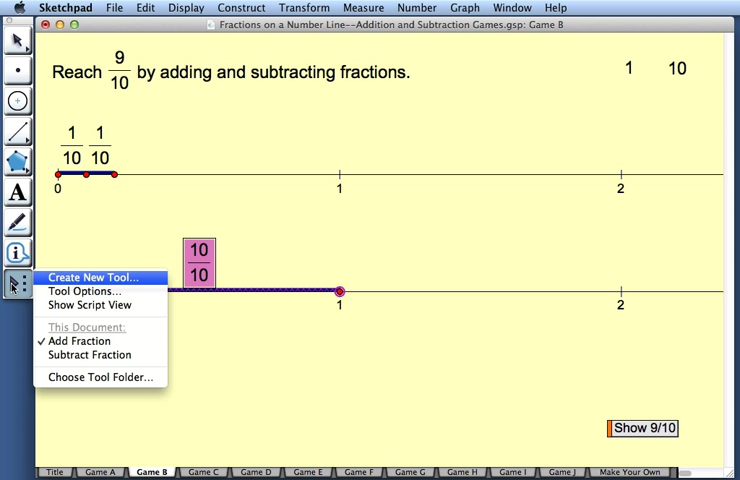 Sketchpad File Edit Display Construct Transform Measure Number Graph Window Help
Fractions on a Number Line--Addition and Subtraction Games.gsp: Game B
Reach 9/10 by adding and subtracting fractions.
1 10
1/10 1/10
0 1 2
10/10
1 2
A
i
Create New Tool...
Tool Options...
Show Script View
This Document:
✓ Add Fraction
Subtract Fraction
Choose Tool Folder...
Show 9/10
Title Game A Game B Game C Game D Game E Game F Game G Game H Game I Game J Make Your Own